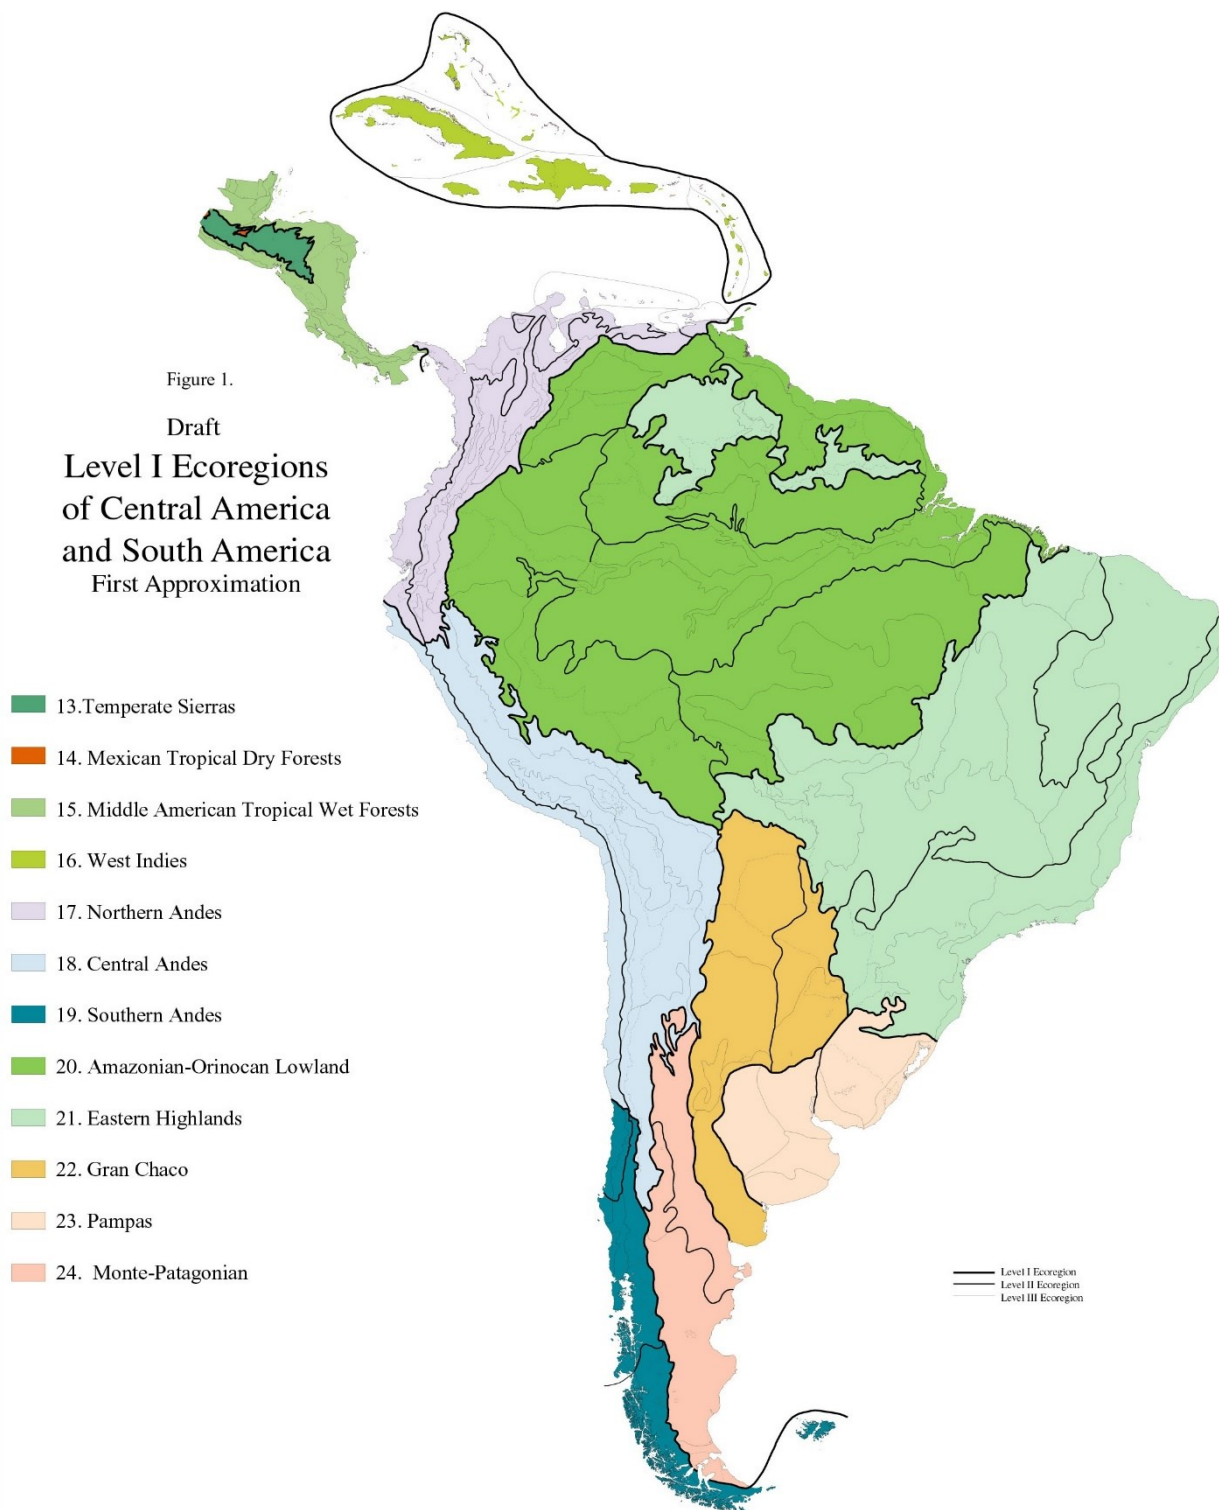 Figure 1.
Draft
Level I Ecoregions
of Central America
and South America
First Approximation
13.Temperate Sierras
14. Mexican Tropical Dry Forests
15. Middle American Tropical Wet Forests
16. West Indies
17. Northern Andes
18. Central Andes
19. Southern Andes
20. Amazonian-Orinocan Lowland
21. Eastern Highlands
22. Gran Chaco
23. Pampas
24. Monte-Patagonian
Level I Ecoregion
Level II Ecoregion
Level III Ecoregion